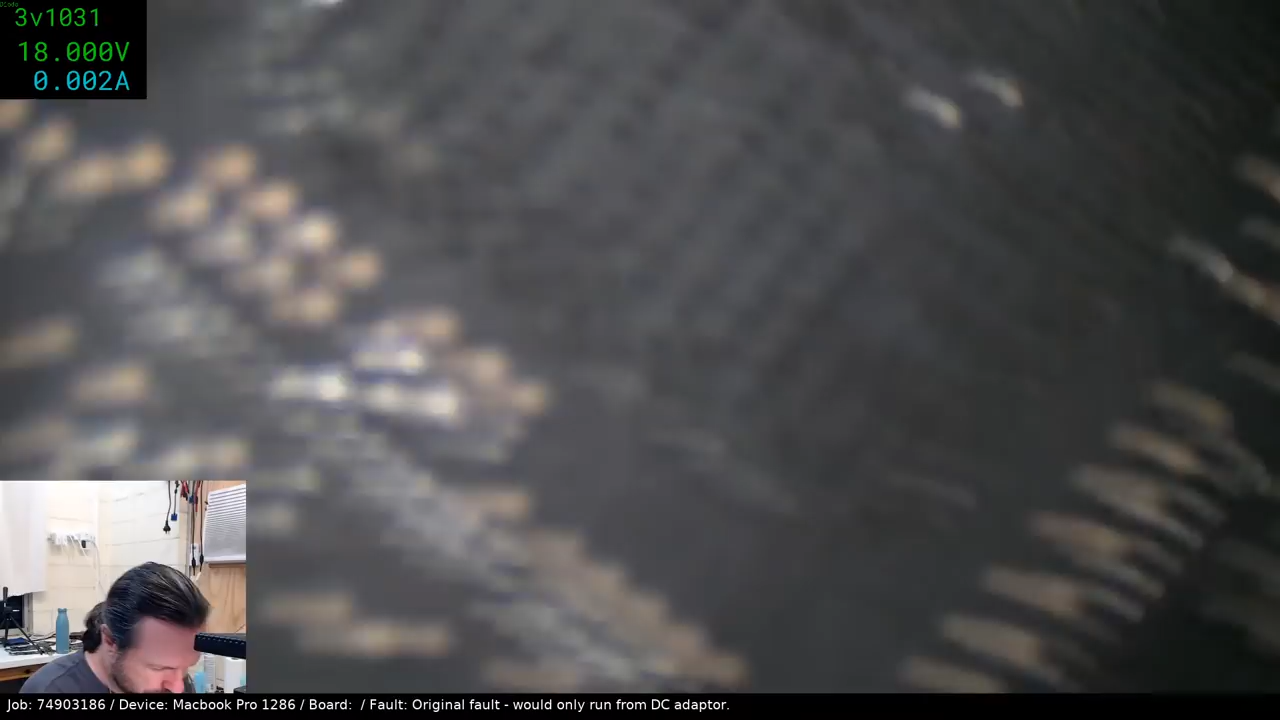 Diode
3v1031
18.000V
0.002A
Job: 74903186 / Device: Macbook Pro 1286 / Board:  / Fault: Original fault - would only run from DC adaptor.